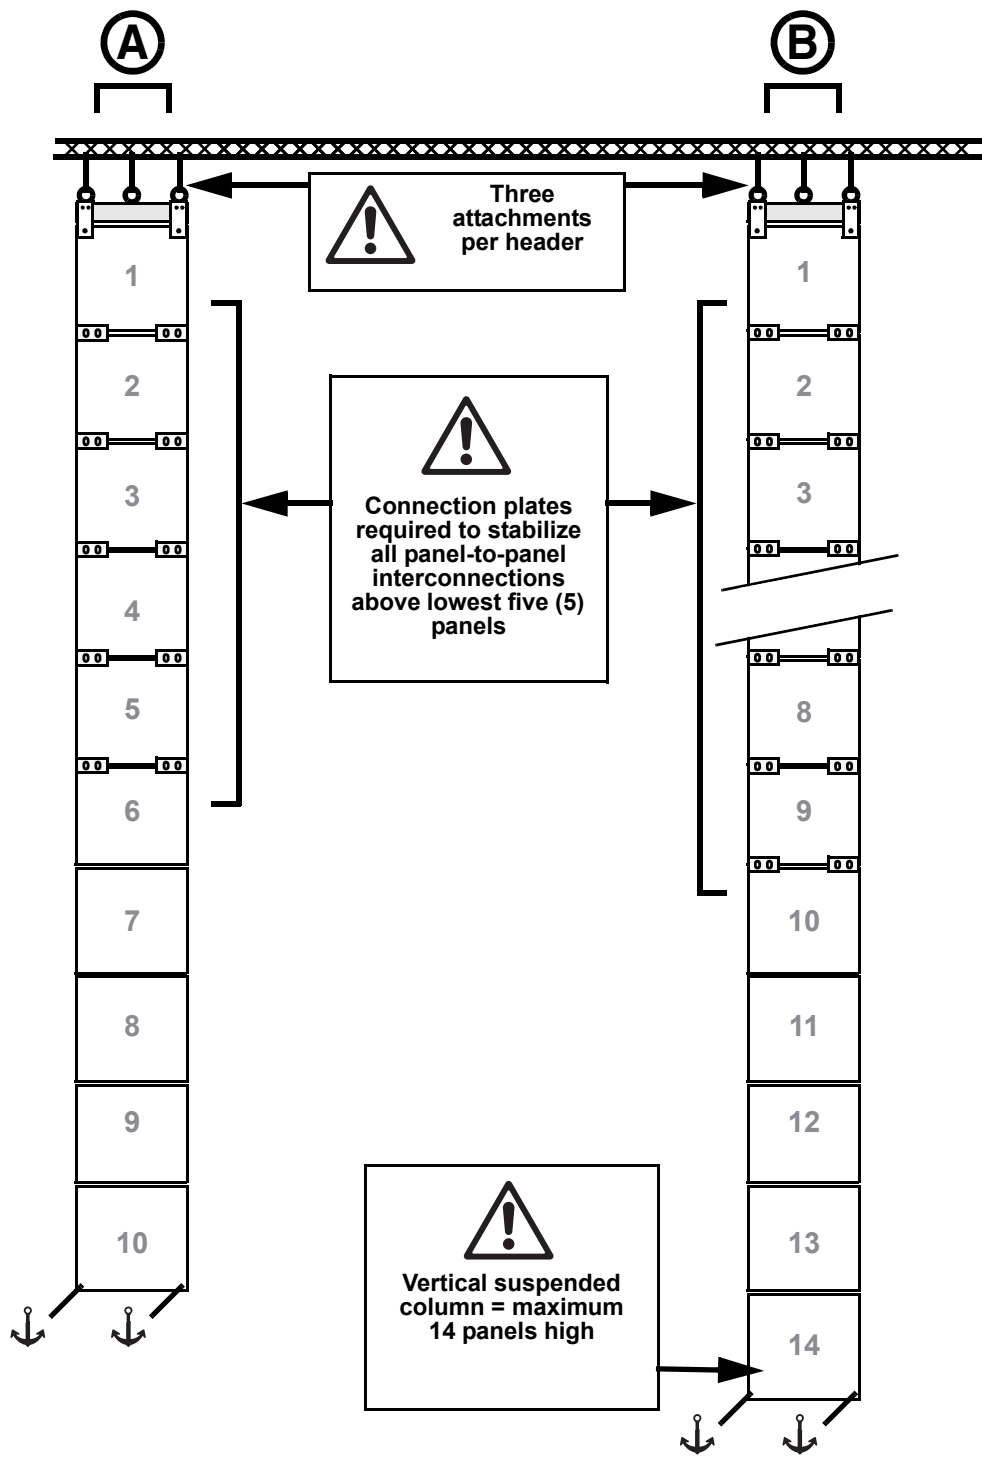 A
B
Three
attachments
per header
1
2
3
4
5
6
7
8
9
10
Connection plates
required to stabilize
all panel-to-panel
interconnections
above lowest five (5)
panels
1
2
3
8
9
10
11
12
13
14
Vertical suspended
column = maximum
14 panels high